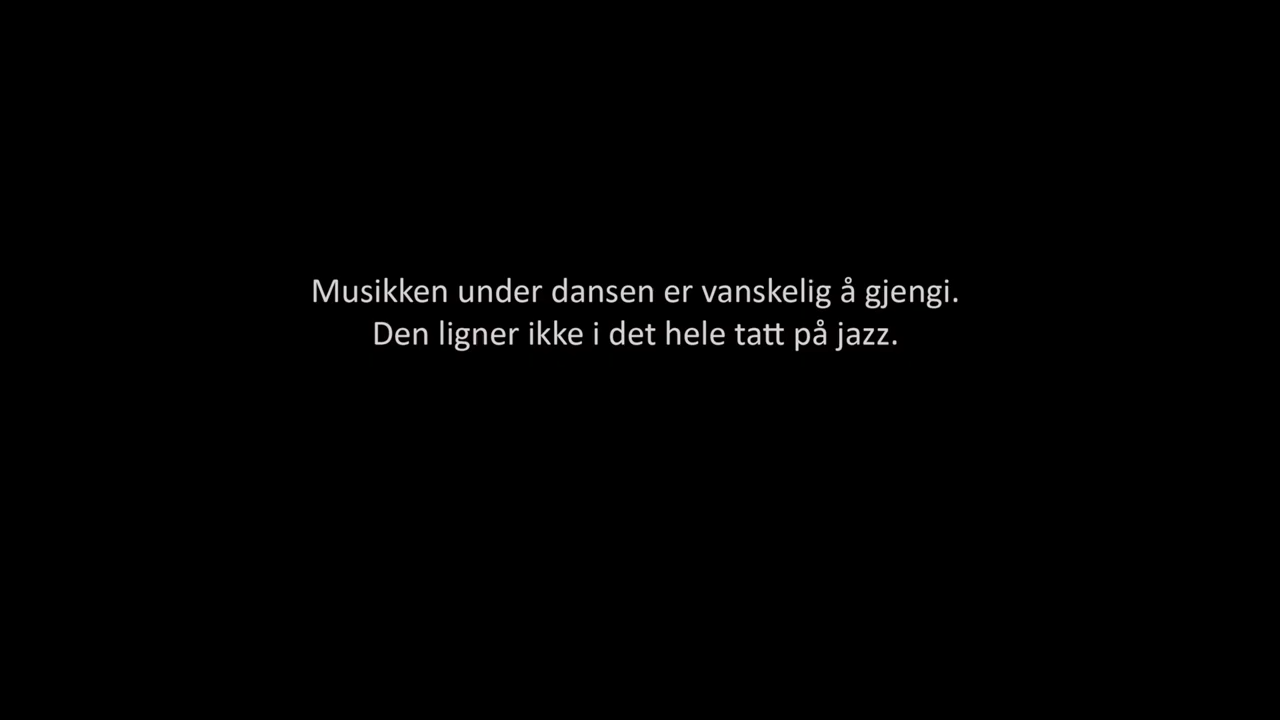 Musikken under dansen er vanskelig å gjengi.
Den ligner ikke i det hele tatt på jazz.